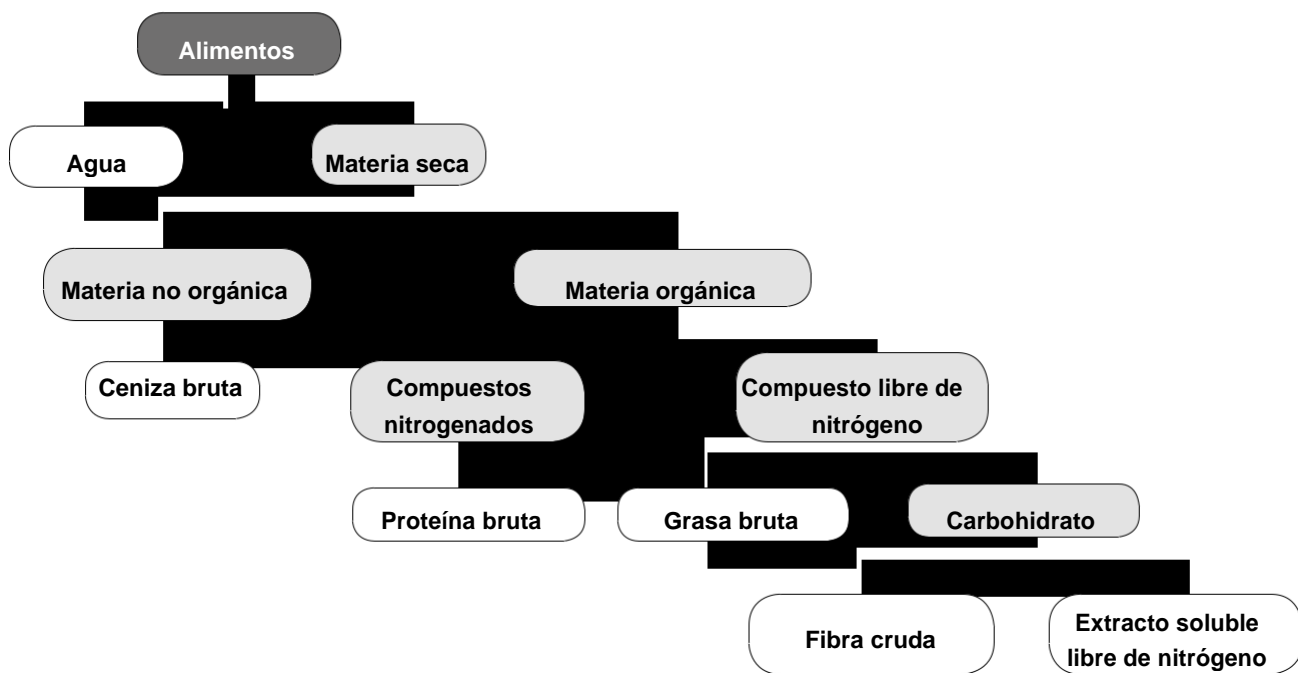 Alimentos
Agua
Materia seca
Materia no orgánica
Materia orgánica
Ceniza bruta
Compuestos
nitrogenados
Compuesto libre de
nitrógeno
Proteína bruta
Grasa bruta
Carbohidrato
Fibra cruda
Extracto soluble
libre de nitrógeno